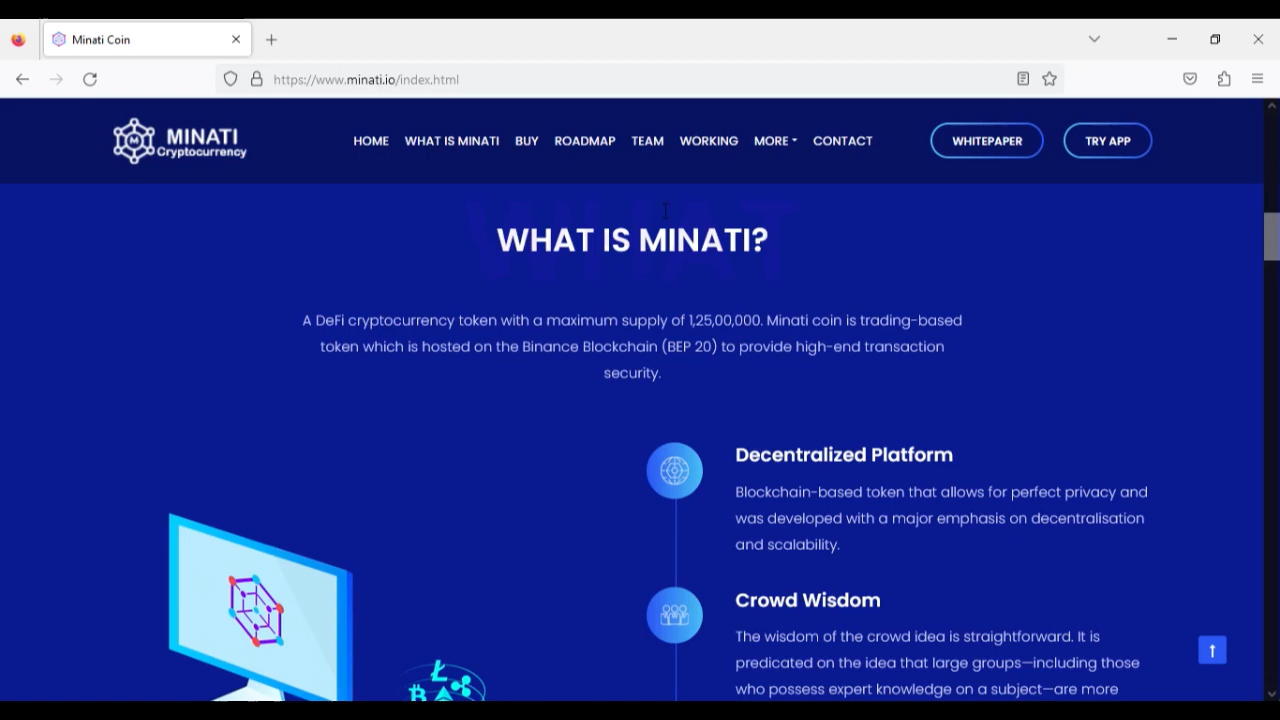 Minati Coin
https://www.minati.io/index.html
MINATI
Cryptocurrency
HOME WHAT IS MINATI BUY ROADMAP TEAM WORKING MORE CONTACT WHITEPAPER TRY APP
WHAT
WHAT IS MINATI?
A DeFi cryptocurrency token with a maximum supply of 1,25,00,000. Minati coin is trading-based
token which is hosted on the Binance Blockchain (BEP 20) to provide high-end transaction
security.
Decentralized Platform
Blockchain-based token that allows for perfect privacy and
was developed with a major emphasis on decentralisation
and scalability.
Crowd Wisdom
The wisdom of the crowd idea is straightforward. It is
predicated on the idea that large groups—including those
who possess expert knowledge on a subject—are more